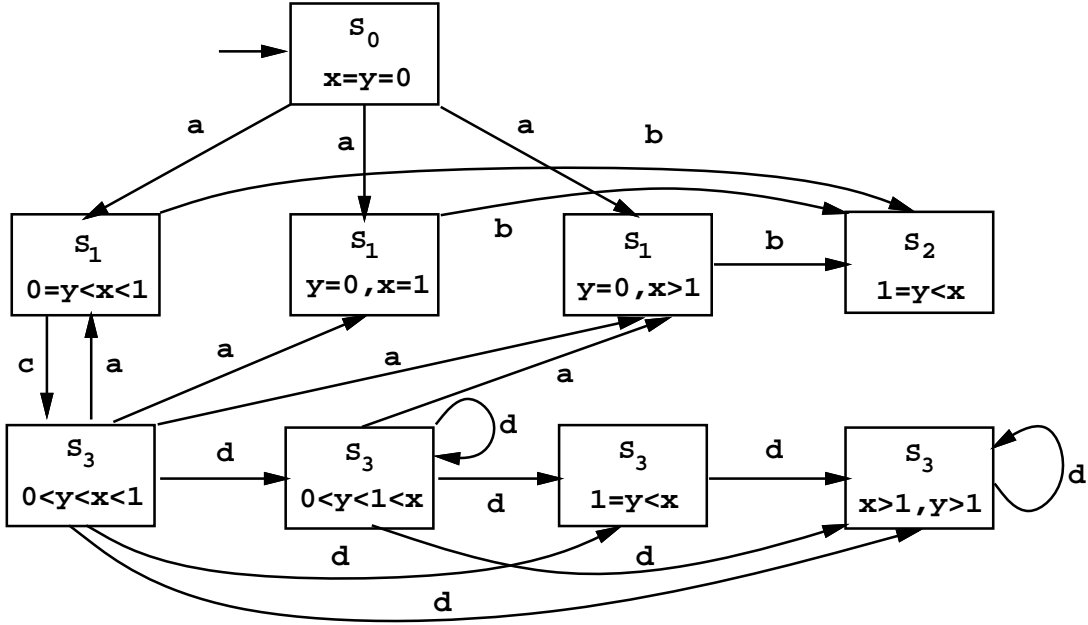 S0
x=y=0
a
a
a
b
S1
0=y<x<1
S1
y=0,x=1
b
S1
y=0,x>1
b
S2
1=y<x
c
a
a
a
a
S3
0<y<x<1
d
S3
0<y<1<x
d
d
S3
1=y<x
d
S3
x>1,y>1
d
d
d
d